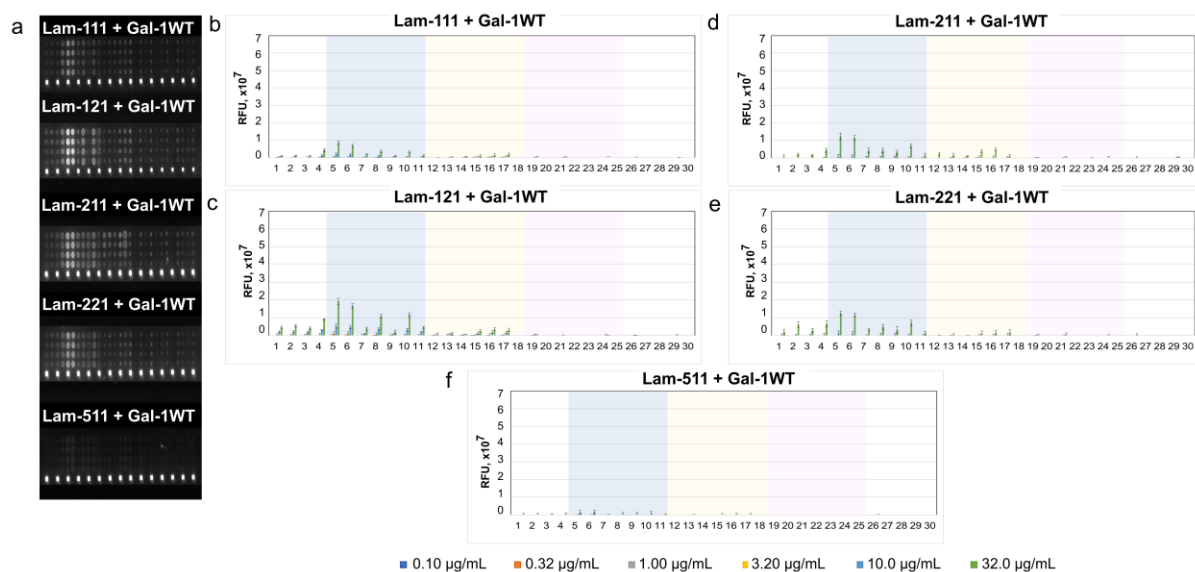 a
Lam-111 + Gal-1WT
Lam-121 + Gal-1WT
Lam-211 + Gal-1WT
Lam-221 + Gal-1WT
Lam-511 + Gal-1WT
b
Lam-111 + Gal-1WT
RFU, x10⁷
7
6
5
4
3
2
1
0
1 2 3 4 5 6 7 8 9 10 11 12 13 14 15 16 17 18 19 20 21 22 23 24 25 26 27 28 29 30
c
Lam-121 + Gal-1WT
RFU, x10⁷
7
6
5
4
3
2
1
0
1 2 3 4 5 6 7 8 9 10 11 12 13 14 15 16 17 18 19 20 21 22 23 24 25 26 27 28 29 30
d
Lam-211 + Gal-1WT
RFU, x10⁷
7
6
5
4
3
2
1
0
1 2 3 4 5 6 7 8 9 10 11 12 13 14 15 16 17 18 19 20 21 22 23 24 25 26 27 28 29 30
e
Lam-221 + Gal-1WT
RFU, x10⁷
7
6
5
4
3
2
1
0
1 2 3 4 5 6 7 8 9 10 11 12 13 14 15 16 17 18 19 20 21 22 23 24 25 26 27 28 29 30
f
Lam-511 + Gal-1WT
RFU, x10⁷
7
6
5
4
3
2
1
0
1 2 3 4 5 6 7 8 9 10 11 12 13 14 15 16 17 18 19 20 21 22 23 24 25 26 27 28 29 30
0.10 µg/mL 0.32 µg/mL 1.00 µg/mL 3.20 µg/mL 10.0 µg/mL 32.0 µg/mL